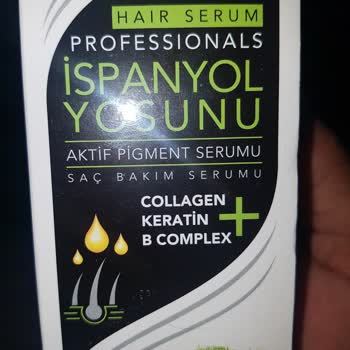 HAIR SERUM
PROFESSIONALS
İSPANYOL
YOSUNU
AKTİF PİGMENT SERUMU
SAÇ BAKIM SERUMU
COLLAGEN
KERATİN +
B COMPLEX